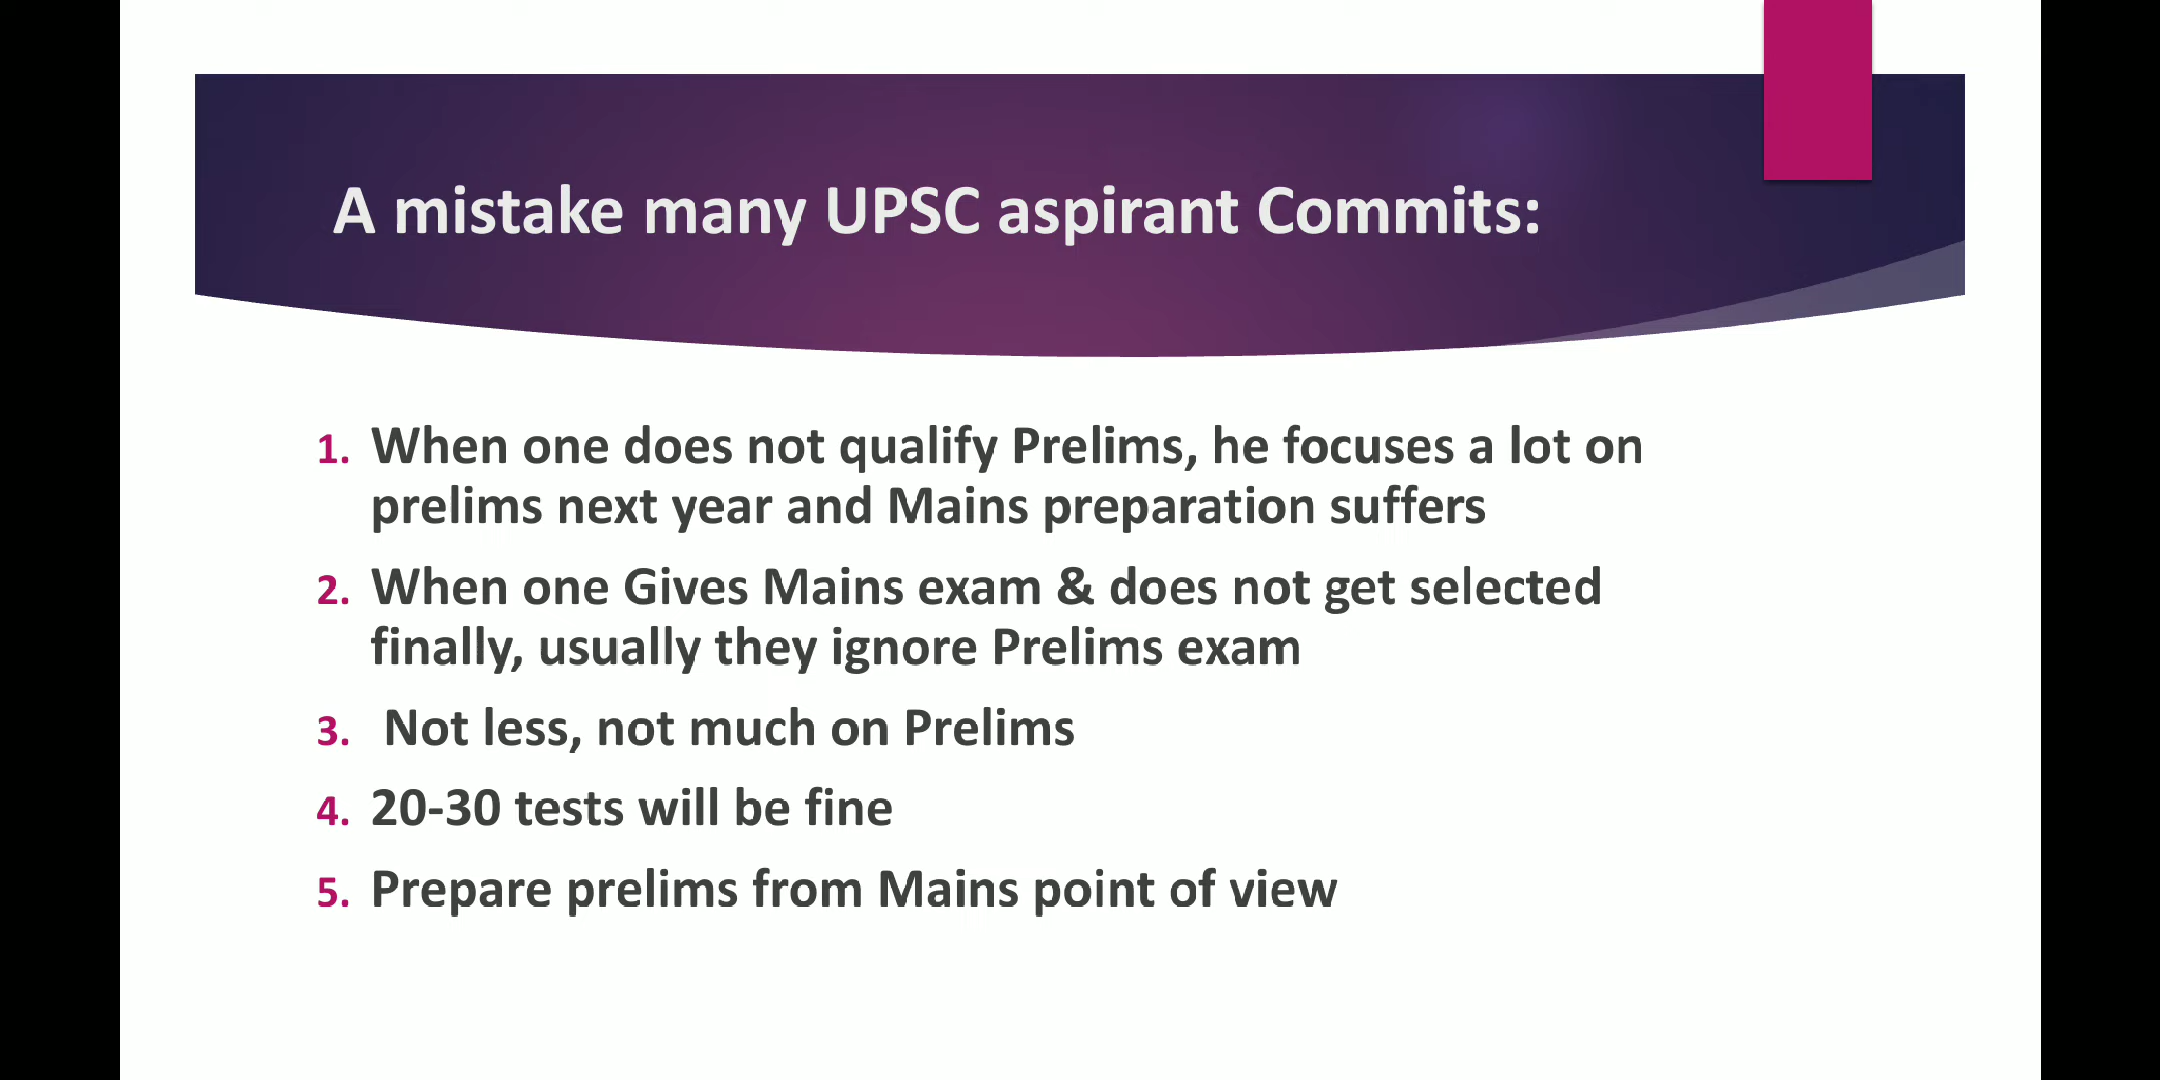 A mistake many UPSC aspirant Commits:
1. When one does not qualify Prelims, he focuses a lot on
prelims next year and Mains preparation suffers
2. When one Gives Mains exam & does not get selected
finally, usually they ignore Prelims exam
3. Not less, not much on Prelims
4. 20-30 tests will be fine
5. Prepare prelims from Mains point of view